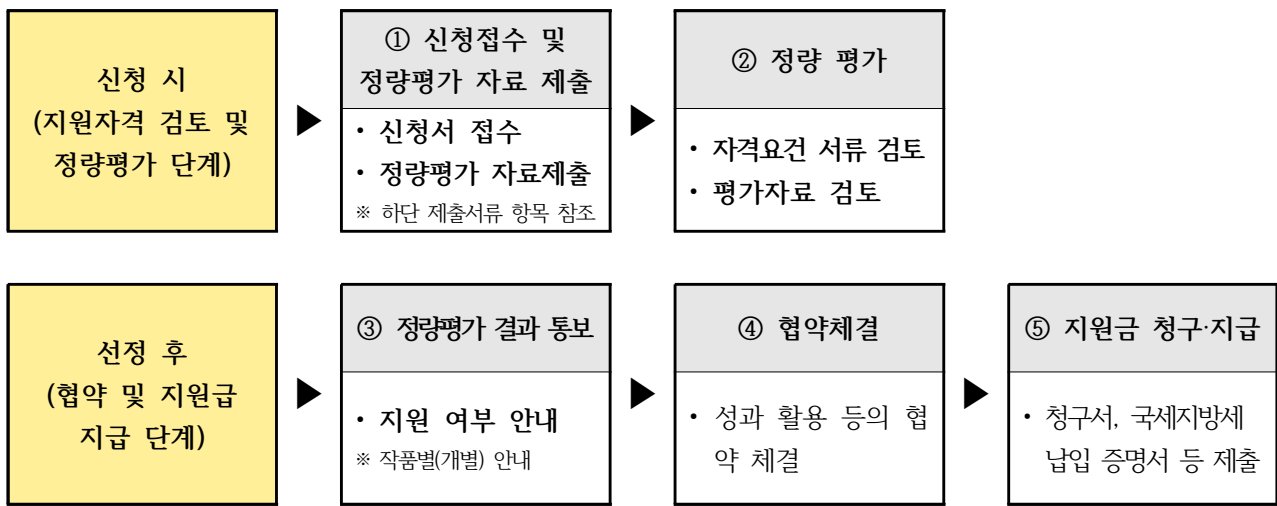 신청 시
(지원자격 검토 및
정량평가 단계)
① 신청접수 및
정량평가 자료 제출
• 신청서 접수
• 정량평가 자료제출
※ 하단 제출서류 항목 참조
② 정량 평가
• 자격요건 서류 검토
• 평가자료 검토
선정 후
(협약 및 지원급
지급 단계)
③ 정량평가 결과 통보
• 지원 여부 안내
※ 작품별(개별) 안내
④ 협약체결
• 성과 활용 등의 협
약 체결
⑤ 지원금 청구·지급
• 청구서, 국세지방세
납입 증명서 등 제출